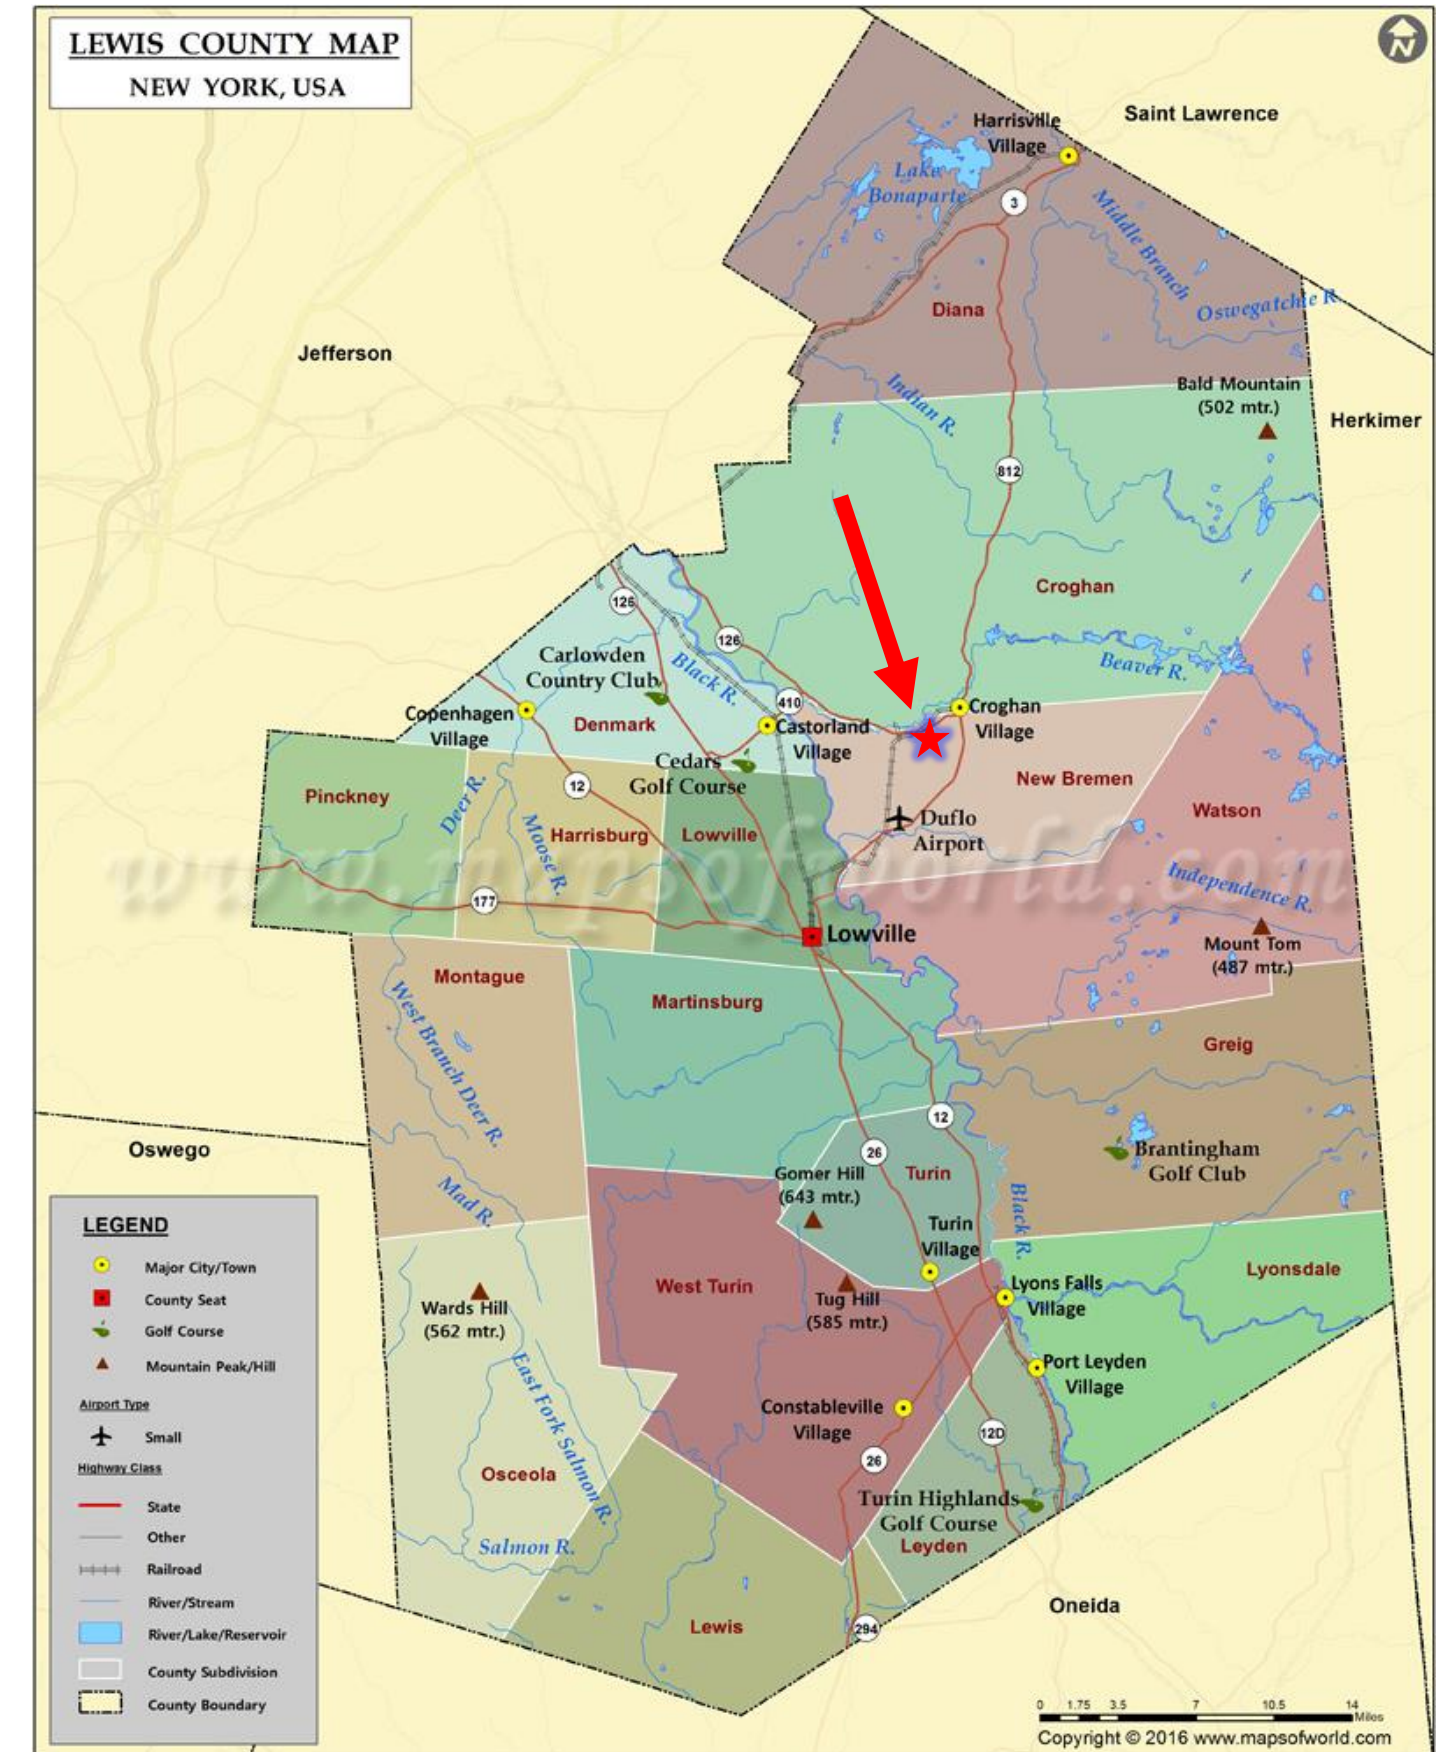 LEWIS COUNTY MAP
NEW YORK, USA
N
Saint Lawrence
Harrisville
Village
Lake
Bonaparte
3
Middle Branch
Oswegatchie R.
Diana
Jefferson
Indian R.
Bald Mountain
(502 mtr.)
Herkimer
812
Croghan
126
126
Carlowden
Country Club
Black R.
Beaver R.
410
Copenhagen
Village
Denmark
Castorland
Village
Croghan
Village
Cedars
Golf Course
New Bremen
Pinckney
Deer R.
12
Moose R.
Harrisburg
Lowville
Duflo
Airport
Watson
www.mapsofworld.com
Independence R.
177
Lowville
Mount Tom
(487 mtr.)
Montague
Martinsburg
West Branch Deer R.
Greig
12
Oswego
26
Brantingham
Golf Club
Gomer Hill
(643 mtr.)
Turin
Mad R.
Black R.
Turin
Village
West Turin
Lyonsdale
Lyons Falls
Village
Wards Hill
(562 mtr.)
Tug Hill
(585 mtr.)
Port Leyden
Village
East Fork Salmon R.
Constableville
Village
12D
26
Osceola
Turin Highlands
Golf Course
Leyden
Salmon R.
Oneida
Lewis
294
LEGEND
Major City/Town
County Seat
Golf Course
Mountain Peak/Hill
Airport Type
Small
Highway Class
State
Other
Railroad
River/Stream
River/Lake/Reservoir
County Subdivision
County Boundary
0 1.75 3.5 7 10.5 14
Miles
Copyright © 2016 www.mapsofworld.com